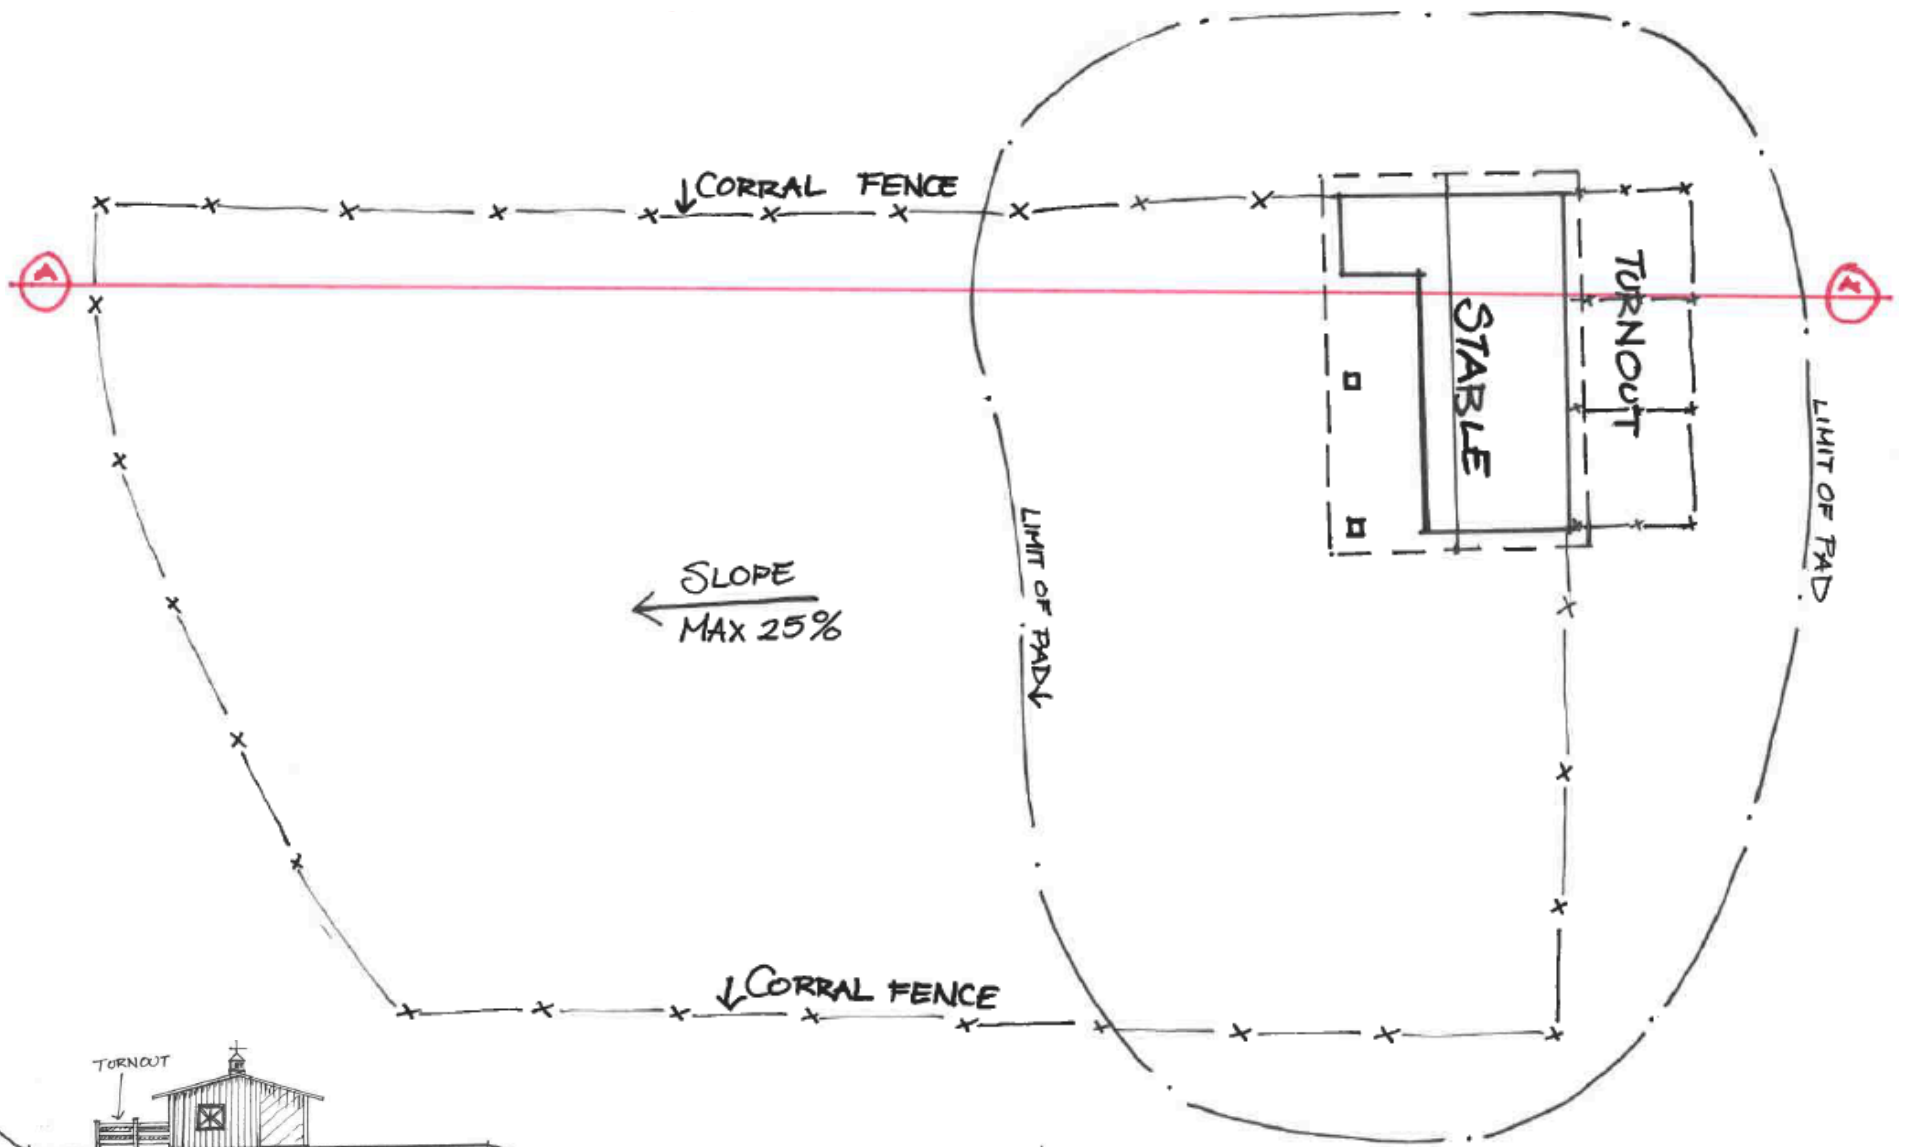 CORRAL FENCE
A
A
TURNOUT
STABLE
LIMIT OF PAD
LIMIT OF PAD
SLOPE
MAX 25%
CORRAL FENCE
TURNOUT